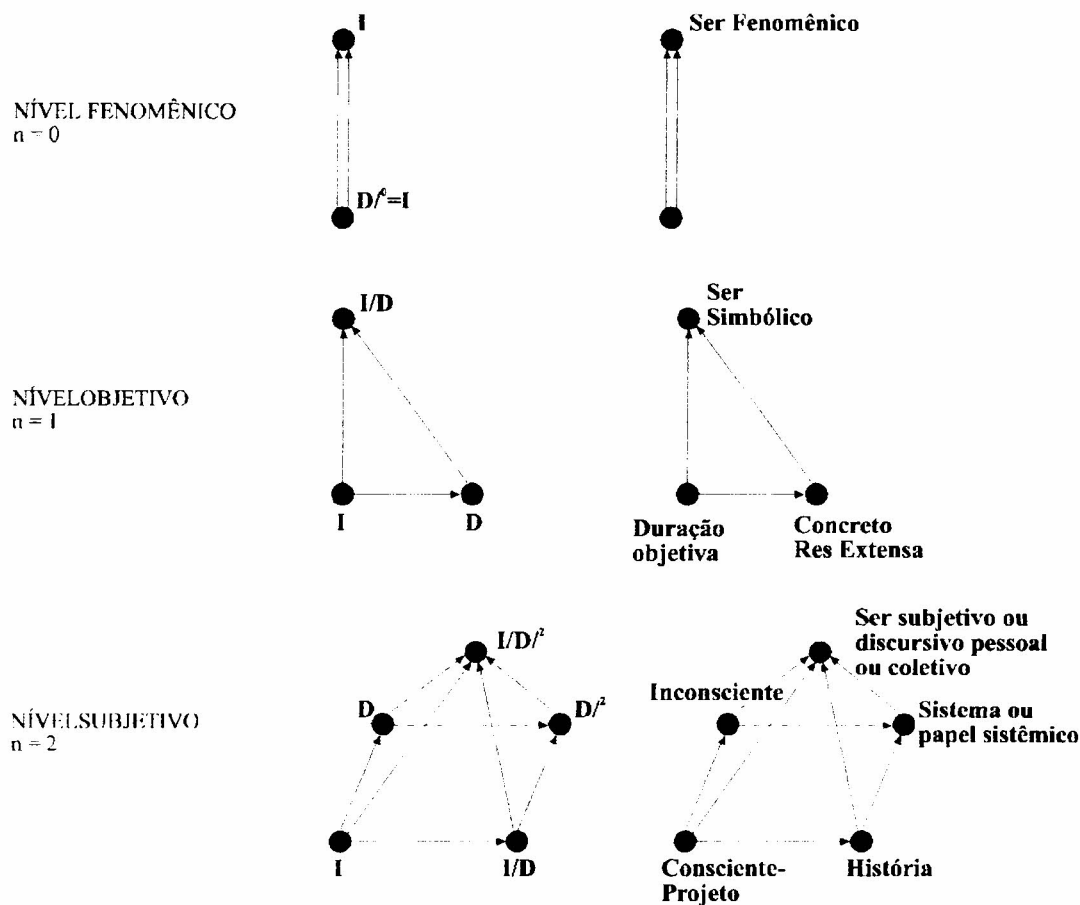 I
Ser Fenomênico
NÍVEL FENOMÊNICO
n = 0
D/⁰=I
I/D
Ser
Simbólico
NÍVELOBJETIVO
n = 1
I
D
Duração
objetiva
Concreto
Res Extensa
I/D/²
Ser subjetivo ou
discursivo pessoal
ou coletivo
Inconsciente
D
D/²
Sistema ou
papel sistêmico
NÍVELSUBJETIVO
n = 2
I
I/D
Consciente-
Projeto
História